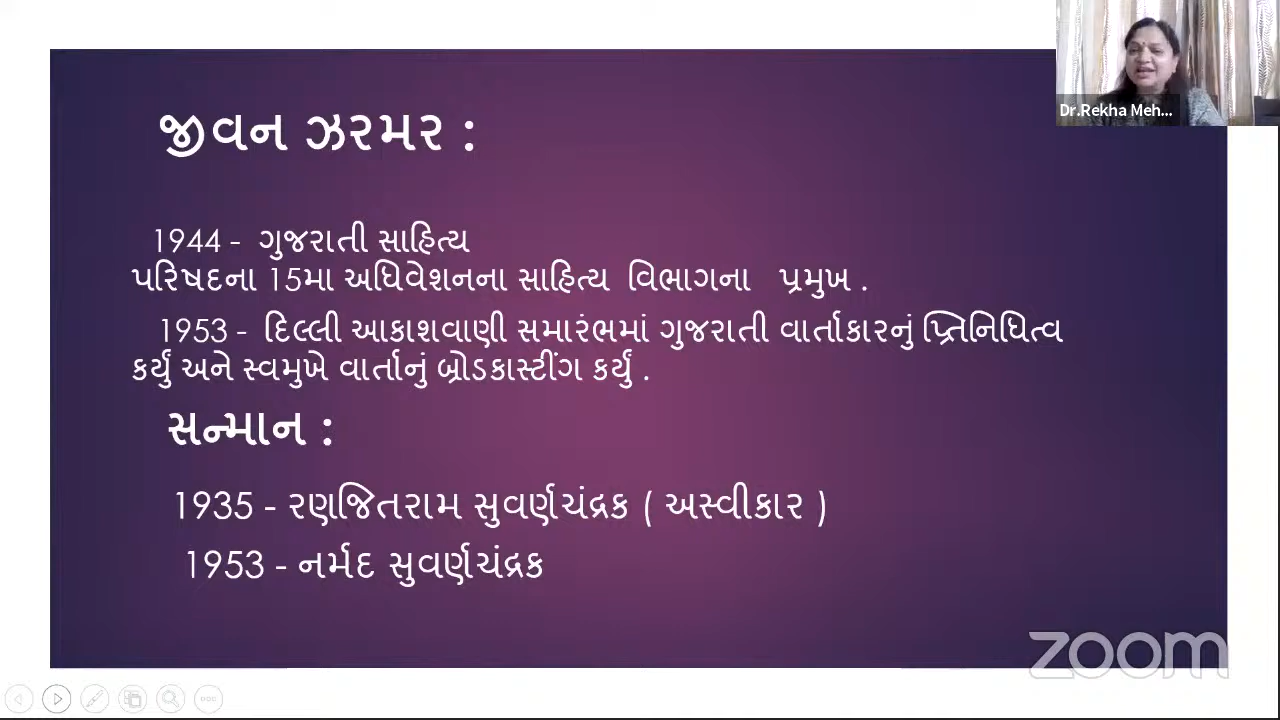 Dr.Rekha Meh...
જીવન ઝરમર :
1944 - ગુજરાતી સાહિત્ય
પરિષદના 15મા અધિવેશનના સાહિત્ય વિભાગના પ્રમુખ .
1953 - દિલ્લી આકાશવાણી સમારંભમાં ગુજરાતી વાર્તાકારનું પ્તિનિધિત્વ
કર્યું અને સ્વમુખે વાર્તાનું બ્રોડકાસ્ટીંગ કર્યું .
સન્માન :
1935 - રણજિતરામ સુવર્ણચંદ્રક ( અસ્વીકાર )
1953 - નર્મદ સુવર્ણચંદ્રક
zoom